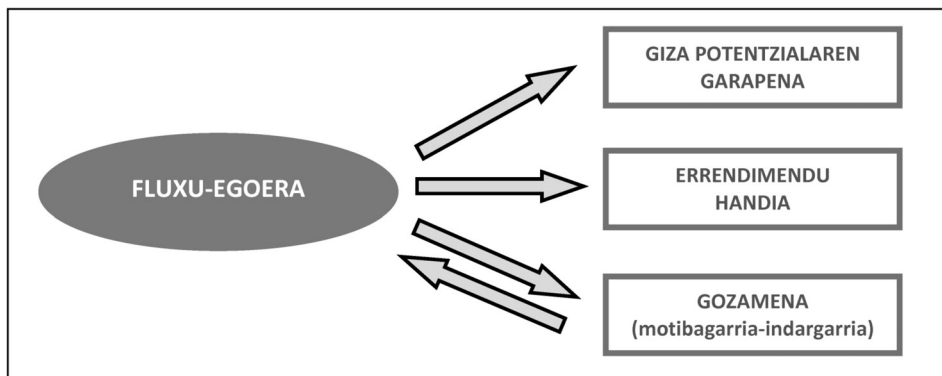 FLUXU-EGOERA
GIZA POTENTZIALAREN
GARAPENA
ERRENDIMENDU
HANDIA
GOZAMENA
(motibagarria-indargarria)